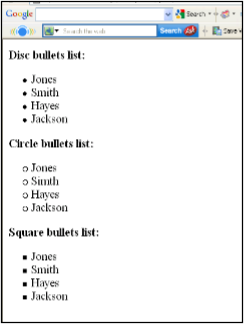 Google Search
Search the web Search Save
Disc bullets list:
Jones
Smith
Hayes
Jackson
Circle bullets list:
Jones
Smith
Hayes
Jackson
Square bullets list:
Jones
Smith
Hayes
Jackson